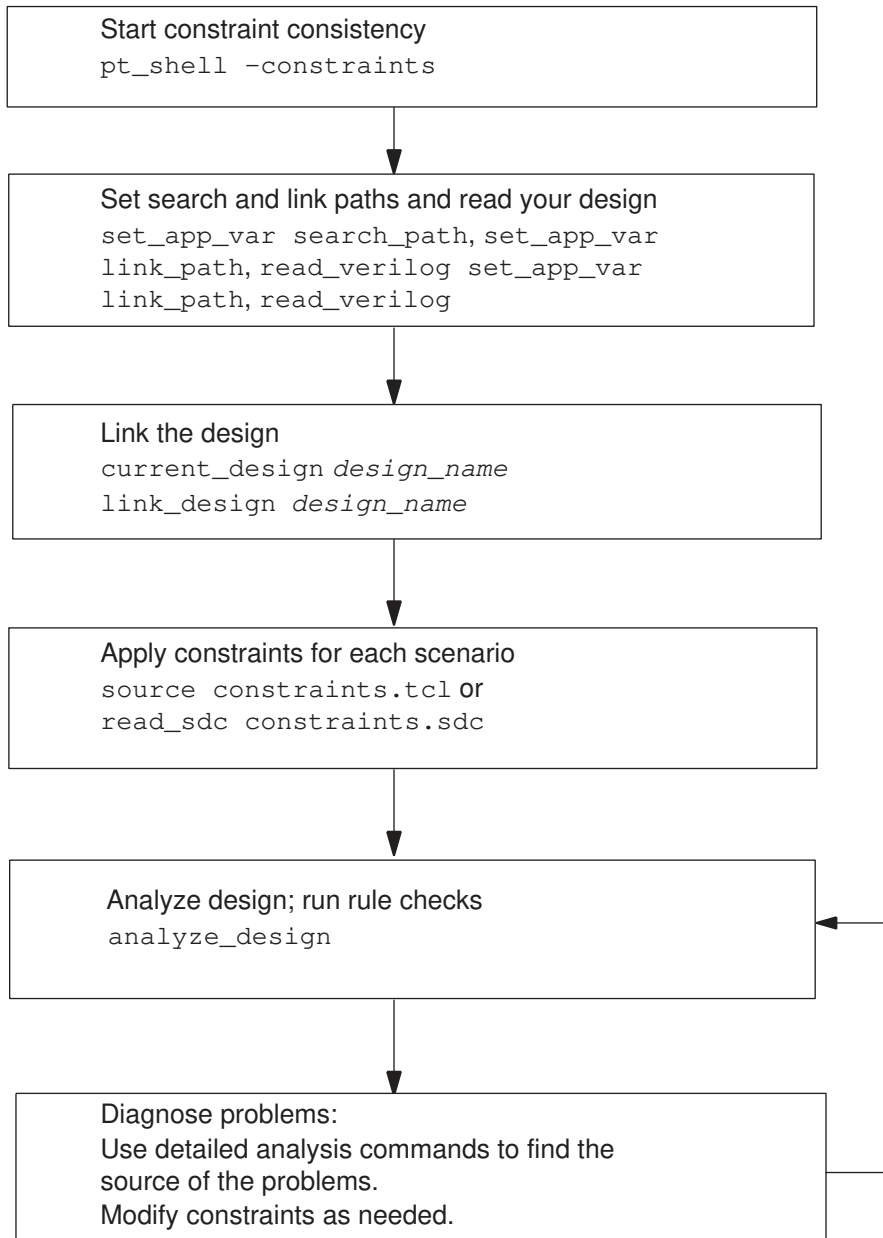 Start constraint consistency
pt_shell -constraints
Set search and link paths and read your design
set_app_var search_path, set_app_var
link_path, read_verilog set_app_var
link_path, read_verilog
Link the design
current_design design_name
link_design design_name
Apply constraints for each scenario
source constraints.tcl or
read_sdc constraints.sdc
Analyze design; run rule checks
analyze_design
Diagnose problems:
Use detailed analysis commands to find the
source of the problems.
Modify constraints as needed.